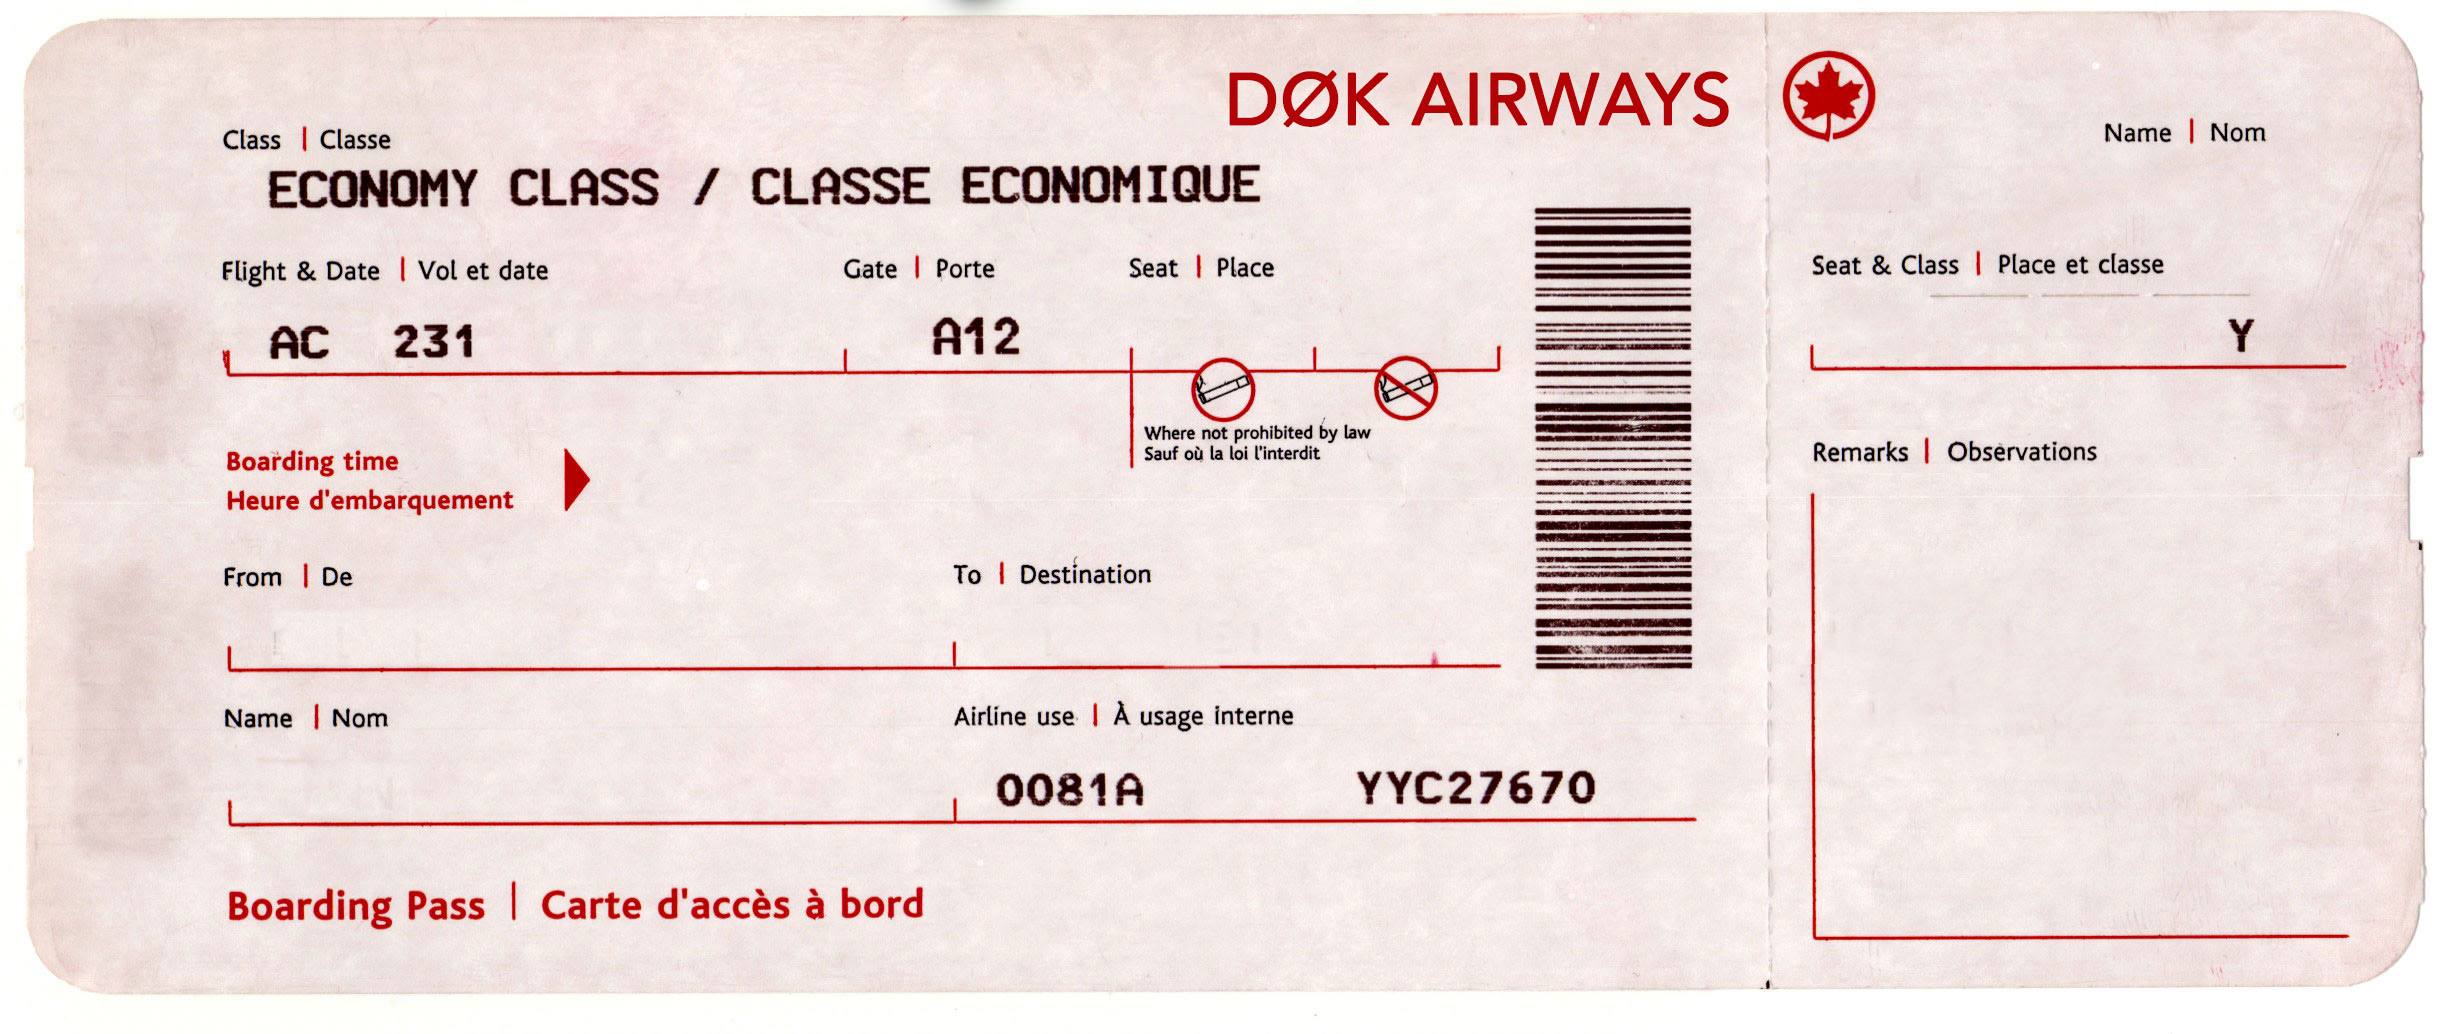 DØK AIRWAYS
Class | Classe
ECONOMY CLASS / CLASSE ECONOMIQUE
Flight & Date | Vol et date
Gate | Porte
Seat | Place
AC 231
A12
Where not prohibited by law
Sauf où la loi l'interdit
Boarding time
Heure d'embarquement
From | De
To | Destination
Name | Nom
Airline use | À usage interne
0081A YYC27670
Boarding Pass | Carte d'accès à bord
Name | Nom
Seat & Class | Place et classe
Y
Remarks | Observations